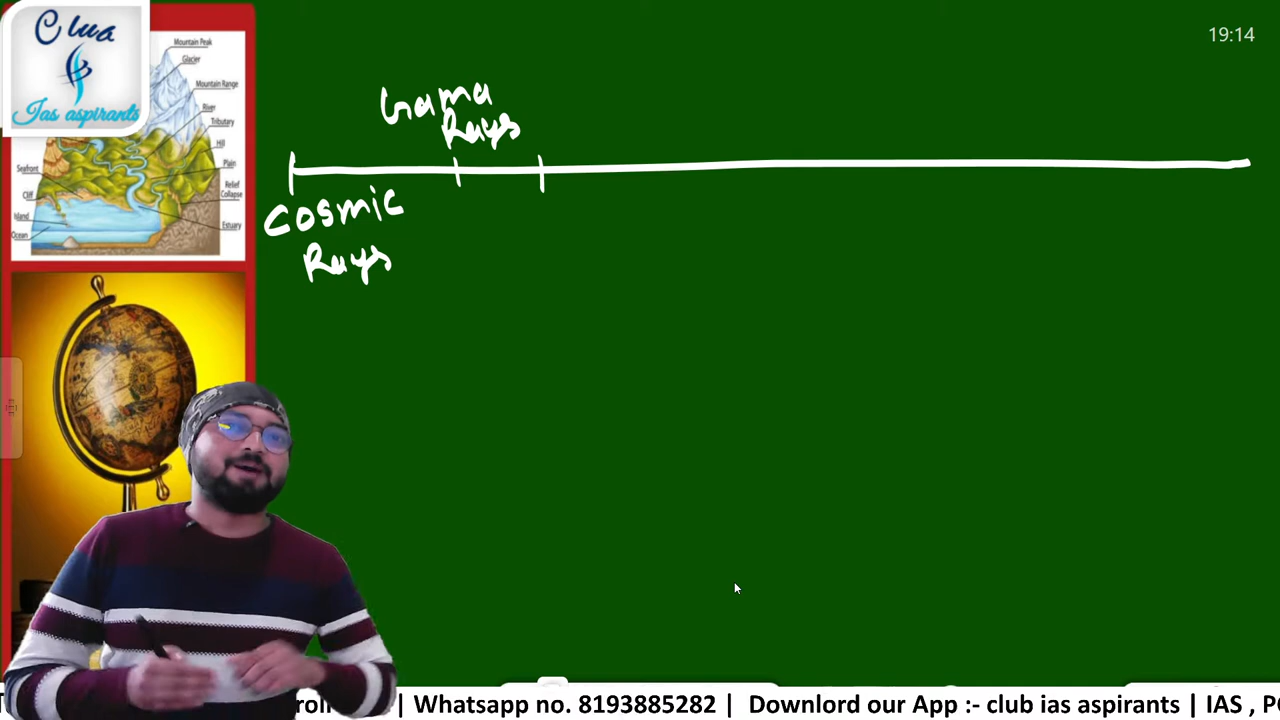 Clua
Ias aspirants
Mountain Peak
Glacier
Mountain Range
River
Tributary
Hill
Plain
Seafront
Relief
Collapse
Cliff
Island
Estuary
Ocean
19:14
Gama
Rays
Cosmic
Rays
| Whatsapp no. 8193885282 | Downlord our App :- club ias aspirants | IAS , P